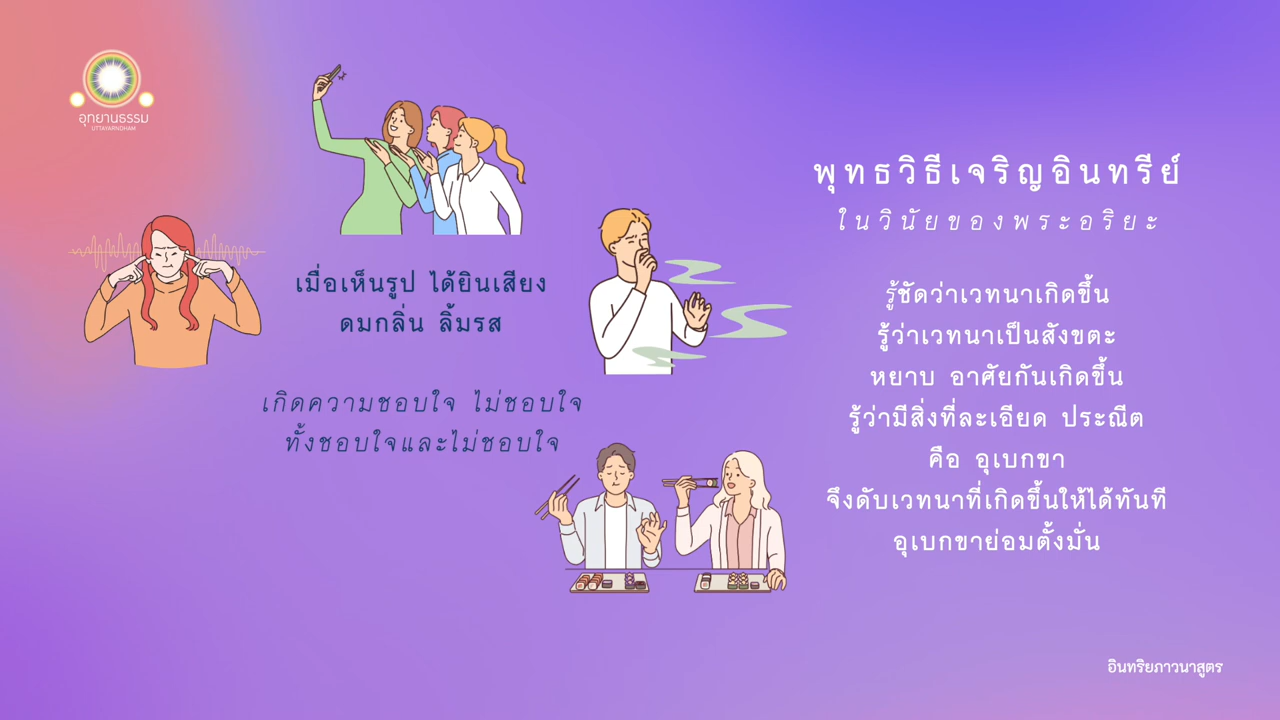 อุทยานธรรม
UTTAYARNDHAM
เมื่อเห็นรูป ได้ยินเสียง
ดมกลิ่น ลิ้มรส
เกิดความชอบใจ ไม่ชอบใจ
ทั้งชอบใจและไม่ชอบใจ
พุทธวิธีเจริญอินทรีย์
ในวินัยของพระอริยะ
รู้ชัดว่าเวทนาเกิดขึ้น
รู้ว่าเวทนาเป็นสังขตะ
หยาบ อาศัยกันเกิดขึ้น
รู้ว่ามีสิ่งที่ละเอียด ประณีต
คือ อุเบกขา
จึงดับเวทนาที่เกิดขึ้นให้ได้ทันที
อุเบกขาย่อมตั้งมั่น
อินทริยภาวนาสูตร